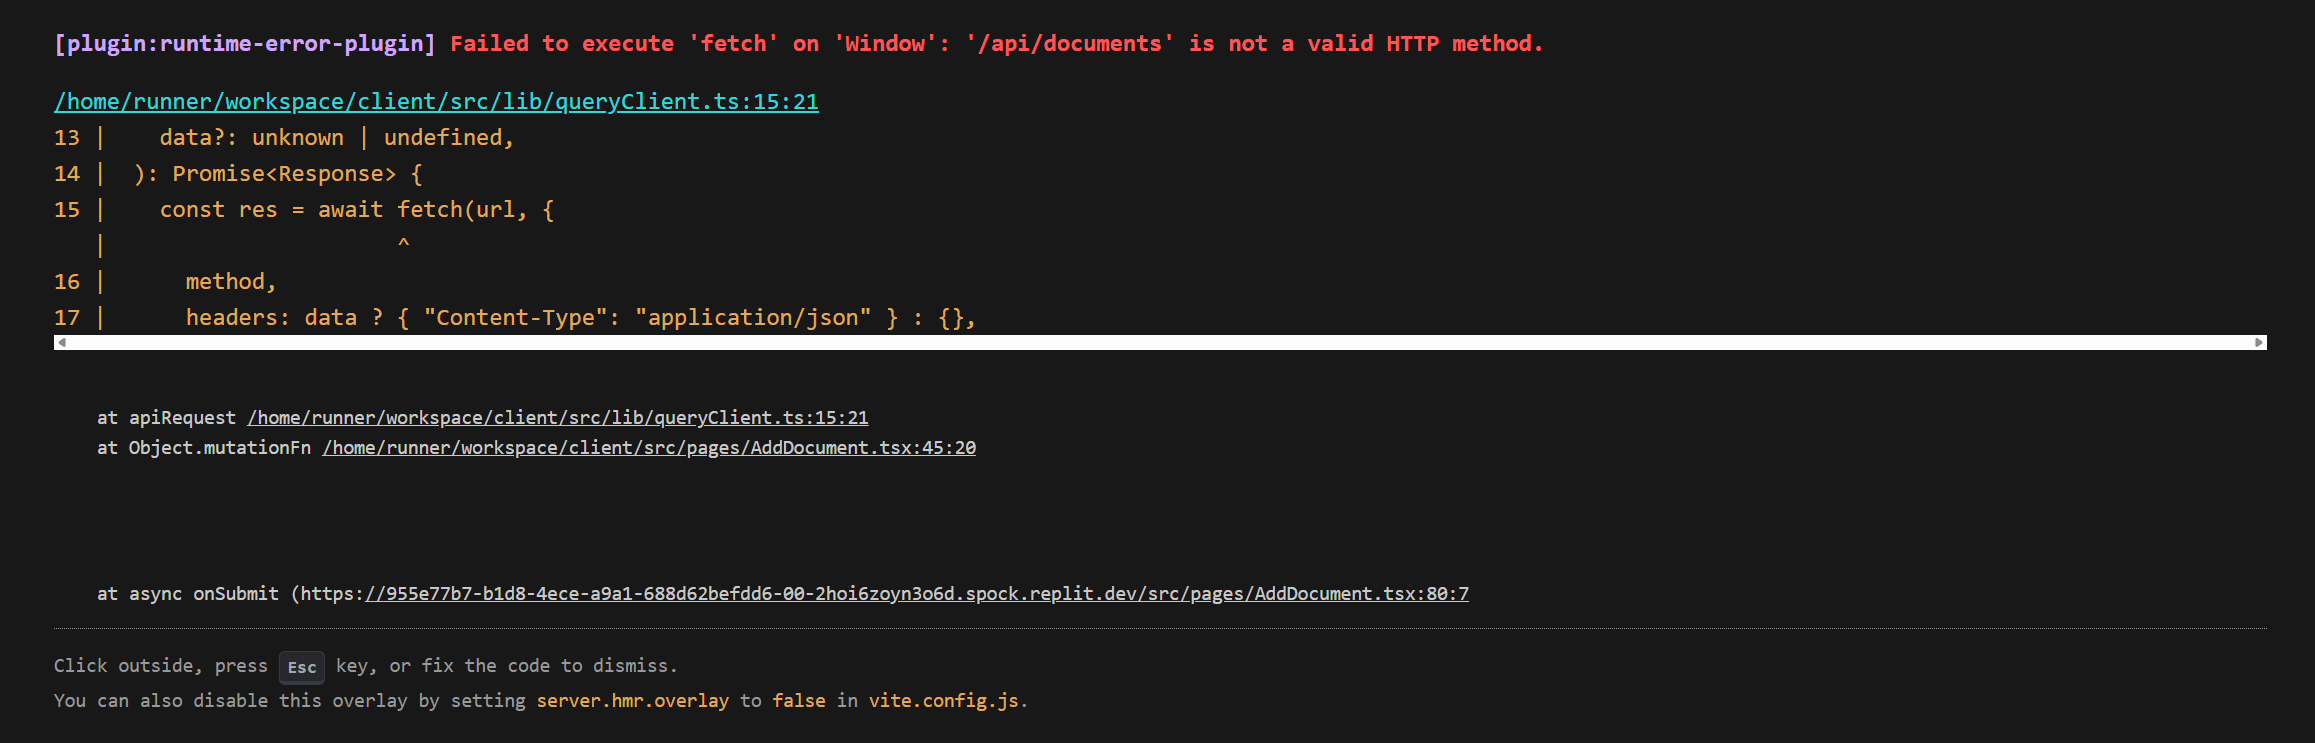 [plugin:runtime-error-plugin] Failed to execute 'fetch' on 'Window': '/api/documents' is not a valid HTTP method.
/home/runner/workspace/client/src/lib/queryClient.ts:15:21
13 |    data?: unknown | undefined,
14 |  ): Promise<Response> {
15 |    const res = await fetch(url, {
   |                      ^
16 |      method,
17 |      headers: data ? { "Content-Type": "application/json" } : {},
at apiRequest /home/runner/workspace/client/src/lib/queryClient.ts:15:21
at Object.mutationFn /home/runner/workspace/client/src/pages/AddDocument.tsx:45:20
at async onSubmit (https://955e77b7-b1d8-4ece-a9a1-688d62befdd6-00-2hoi6zoyn3o6d.spock.replit.dev/src/pages/AddDocument.tsx:80:7
Click outside, press Esc key, or fix the code to dismiss.
You can also disable this overlay by setting server.hmr.overlay to false in vite.config.js.